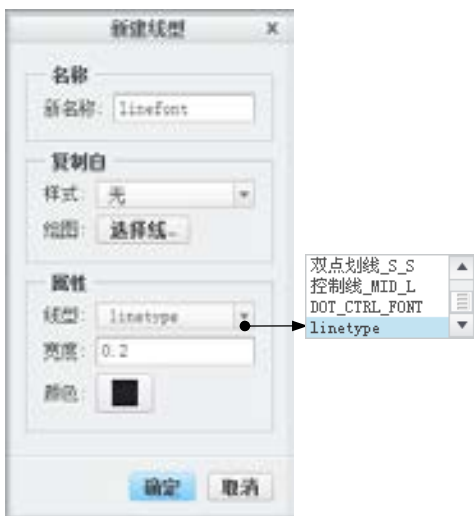 新建线型 ×
名称
新名称: linefont
复制自
样式: 无
绘图: 选择线...
属性
线型: linetype
宽度: 0.2
颜色:
确定 取消
双点划线_S_S
控制线_MID_L
DOT_CTRL_FONT
linetype